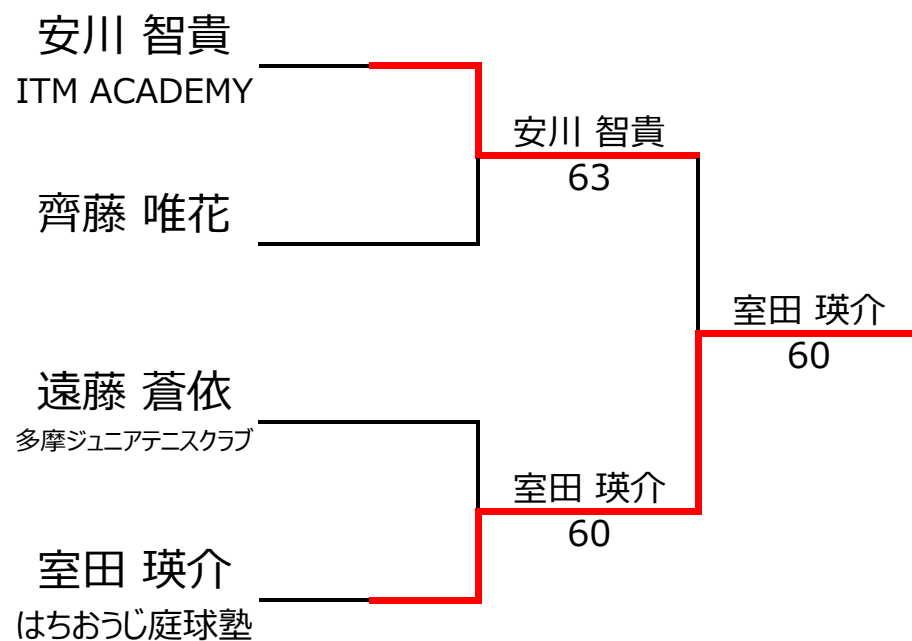 安川 智貴
ITM ACADEMY
安川 智貴
63
齊藤 唯花
室田 瑛介
60
遠藤 蒼依
多摩ジュニアテニスクラブ
室田 瑛介
60
室田 瑛介
はちおうじ庭球塾